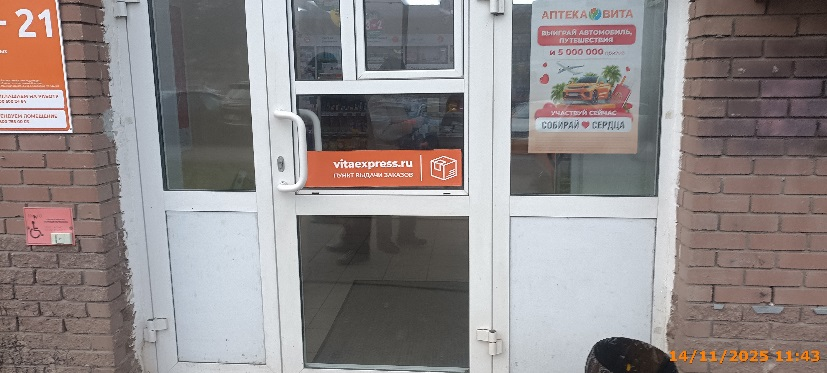 - 21
АПТЕКА ВИТА
ВЫИГРАЙ АВТОМОБИЛЬ,
ПУТЕШЕСТВИЯ
И 5 000 000
УЧАСТВУЙ СЕЙЧАС
СОБИРАЙ СЕРДЦА
vitaexpress.ru
ПУНКТ ВЫДАЧИ ЗАКАЗОВ
14/11/2025 11:43